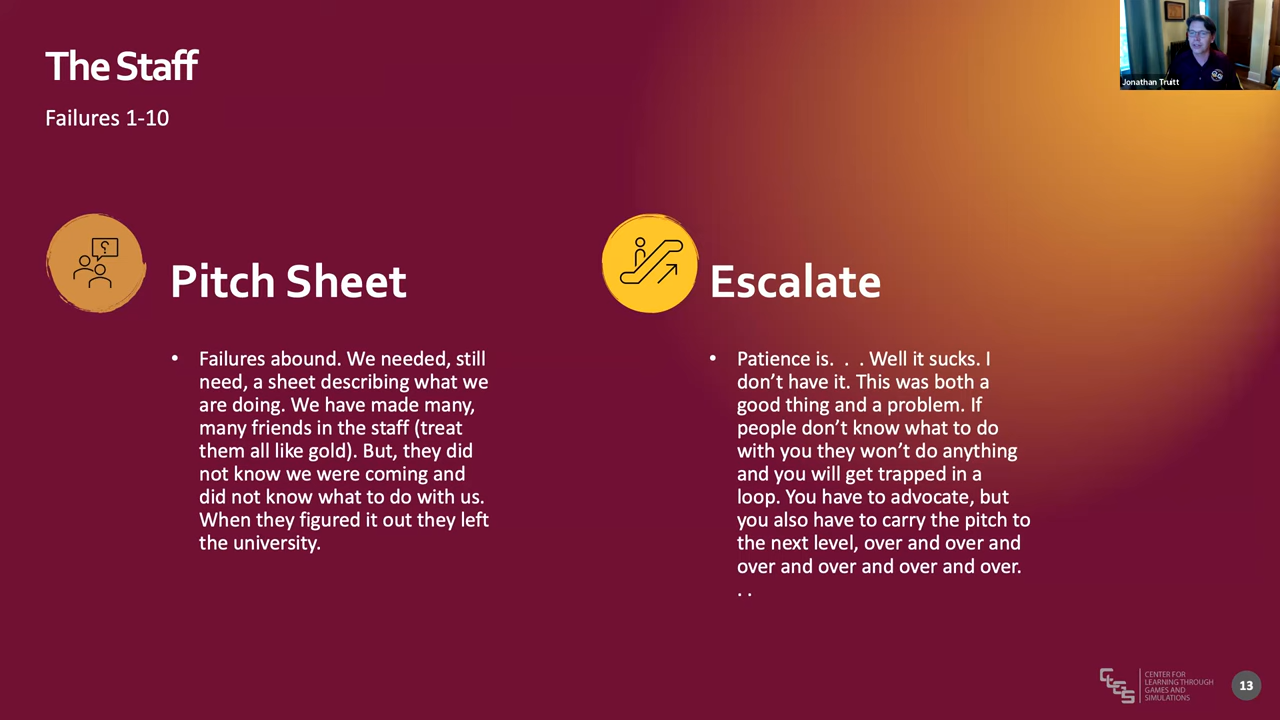 The Staff
Failures 1-10
Jonathan Truitt
Pitch Sheet
• Failures abound. We needed, still
need, a sheet describing what we
are doing. We have made many,
many friends in the staff (treat
them all like gold). But, they did
not know we were coming and
did not know what to do with us.
When they figured it out they left
the university.
Escalate
• Patience is. . . Well it sucks. I
don’t have it. This was both a
good thing and a problem. If
people don’t know what to do
with you they won’t do anything
and you will get trapped in a
loop. You have to advocate, but
you also have to carry the pitch to
the next level, over and over and
over and over and over and over.
. .
CLGS
CENTER FOR
LEARNING THROUGH
GAMES AND
SIMULATIONS
13